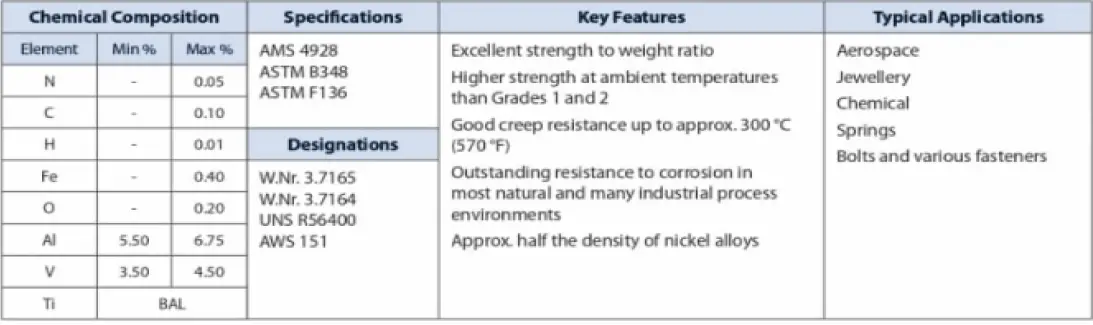 Chemical Composition
Element Min % Max %
N - 0.05
C - 0.10
H - 0.01
Fe - 0.40
O - 0.20
Al 5.50 6.75
V 3.50 4.50
Ti BAL
Specifications
AMS 4928
ASTM B348
ASTM F136
Designations
W.Nr. 3.7165
W.Nr. 3.7164
UNS R56400
AWS 151
Key Features
Excellent strength to weight ratio
Higher strength at ambient temperatures
than Grades 1 and 2
Good creep resistance up to approx. 300 °C
(570 °F)
Outstanding resistance to corrosion in
most natural and many industrial process
environments
Approx. half the density of nickel alloys
Typical Applications
Aerospace
Jewellery
Chemical
Springs
Bolts and various fasteners